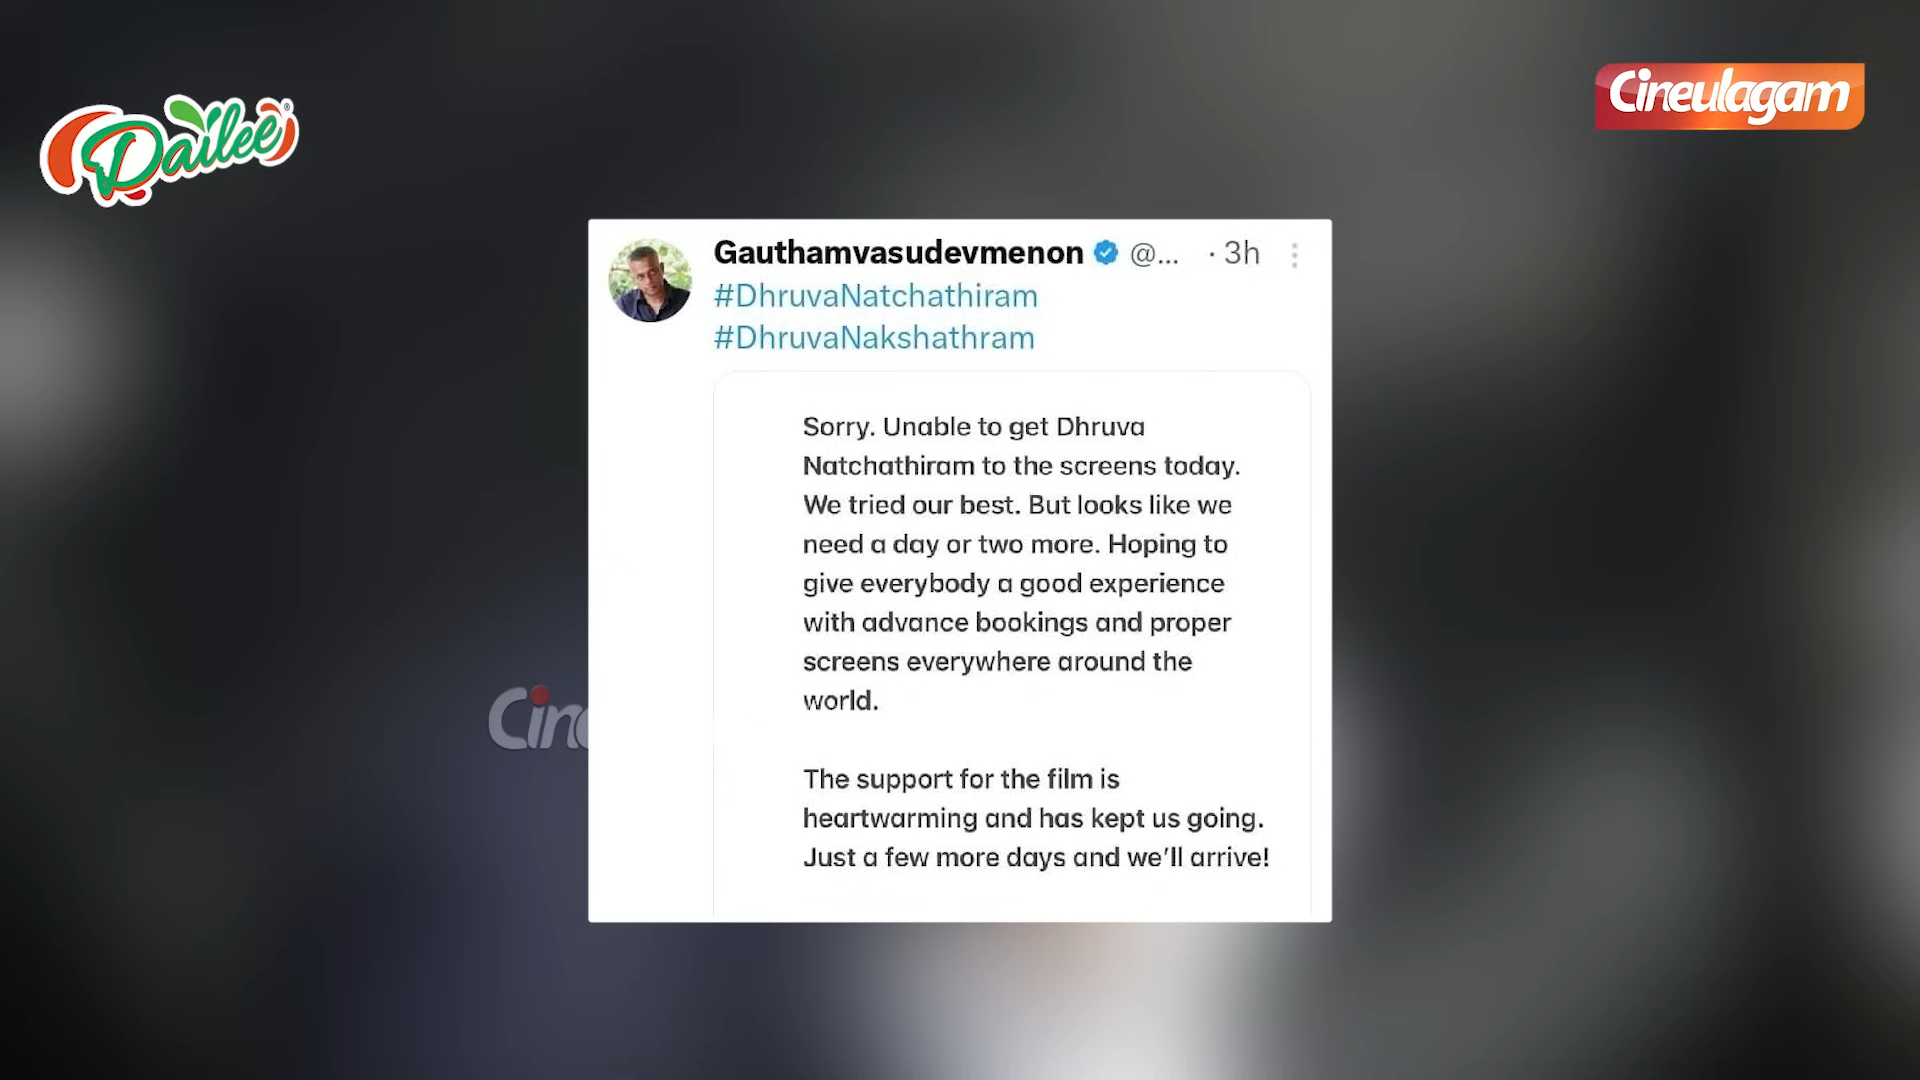 Dailee
Cineulagam
Gauthamvasudevmenon @... · 3h
#DhruvaNatchathiram
#DhruvaNakshathram
Sorry. Unable to get Dhruva
Natchathiram to the screens today.
We tried our best. But looks like we
need a day or two more. Hoping to
give everybody a good experience
with advance bookings and proper
screens everywhere around the
world.
The support for the film is
heartwarming and has kept us going.
Just a few more days and we'll arrive!
Cine